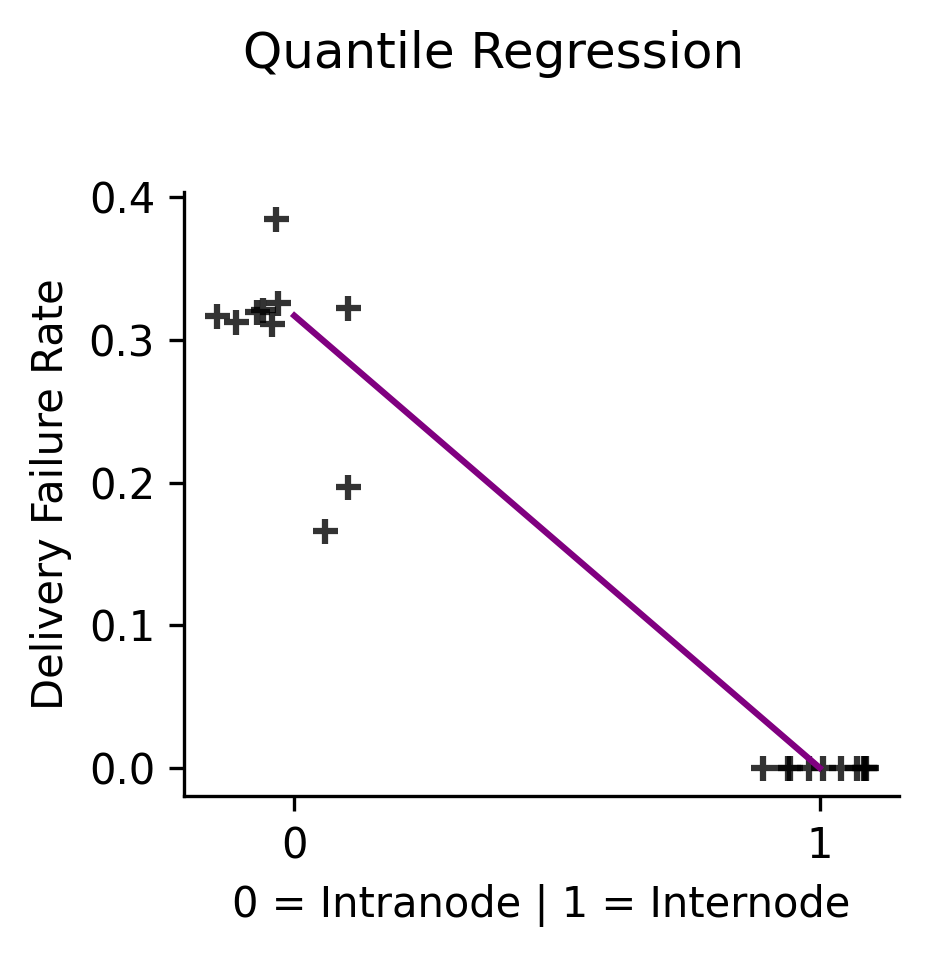 Quantile Regression
Delivery Failure Rate
0.4
0.3
0.2
0.1
0.0
0 1
0 = Intranode | 1 = Internode